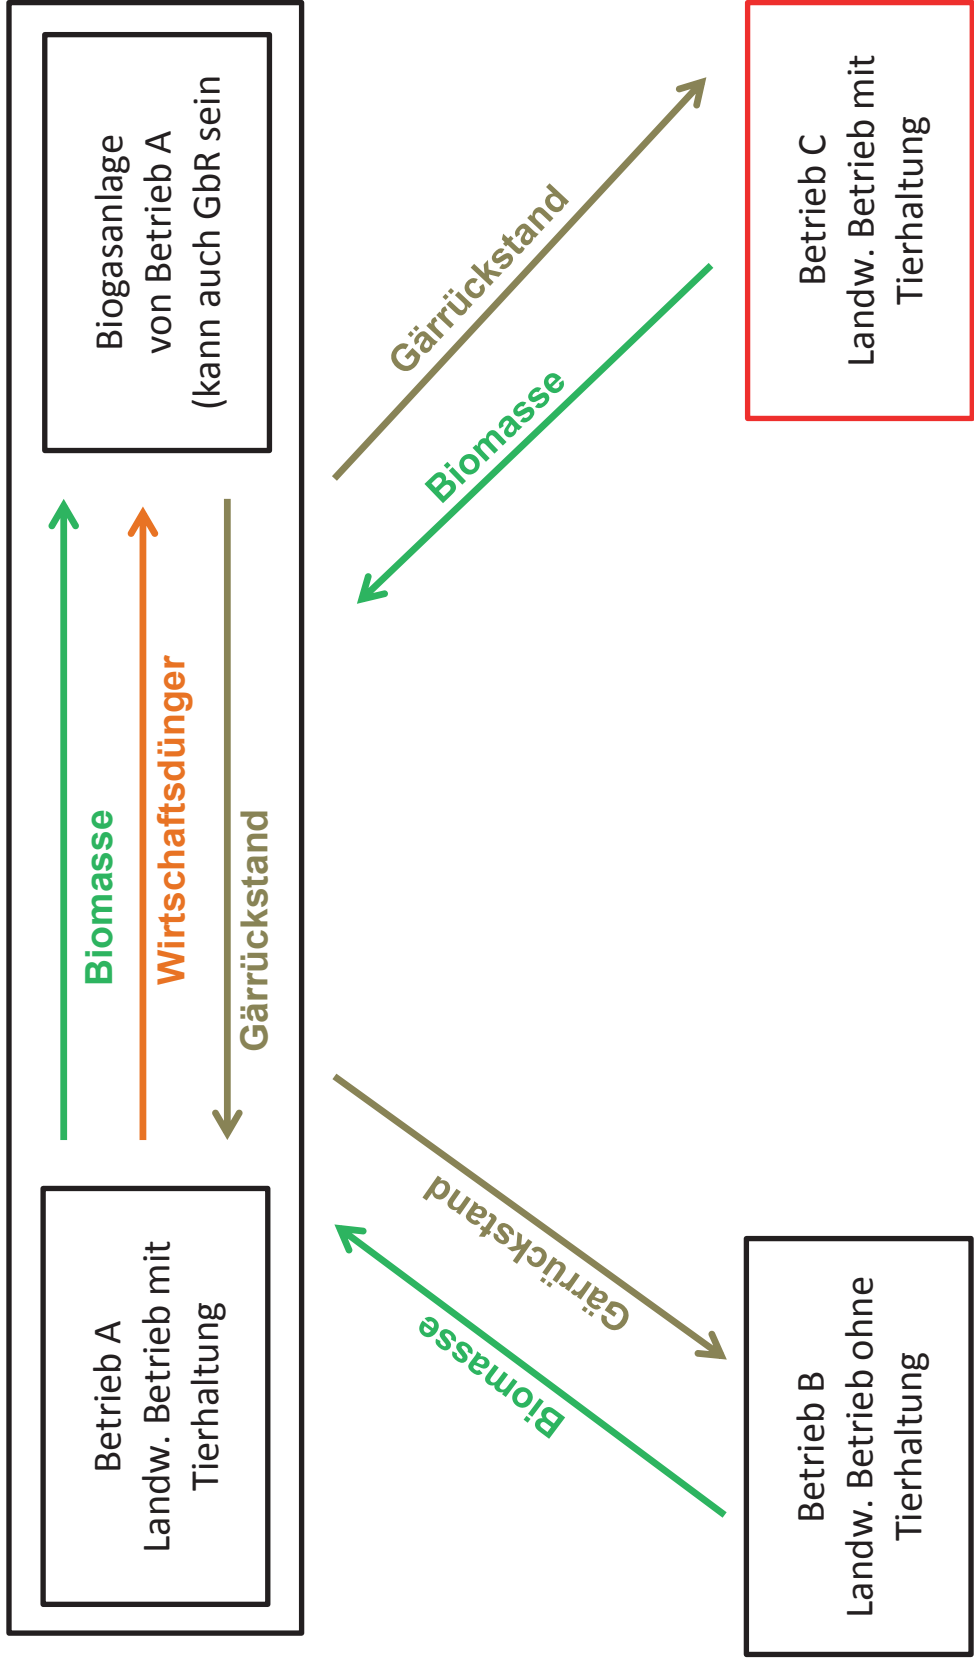 Betrieb A
Landw. Betrieb mit
Tierhaltung
Biomasse
Wirtschaftsdünger
Gärrückstand
Biogasanlage
von Betrieb A
(kann auch GbR sein
Biomasse
Gärrückstand
Biomasse
Gärrückstand
Betrieb B
Landw. Betrieb ohne
Tierhaltung
Betrieb C
Landw. Betrieb mit
Tierhaltung